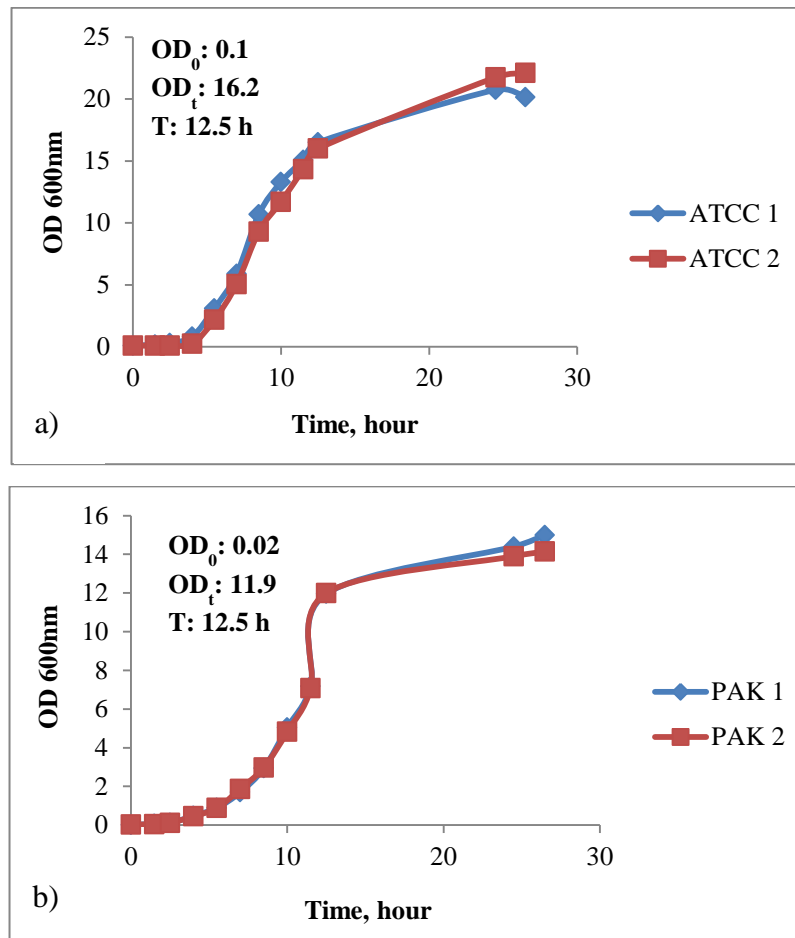 25
20
15
10
5
0
OD 600nm
OD₀: 0.1
ODₜ: 16.2
T: 12.5 h
ATCC 1
ATCC 2
0 10 20 30
Time, hour
a)
16
14
12
10
8
6
4
2
0
OD 600nm
OD₀: 0.02
ODₜ: 11.9
T: 12.5 h
PAK 1
PAK 2
0 10 20 30
Time, hour
b)